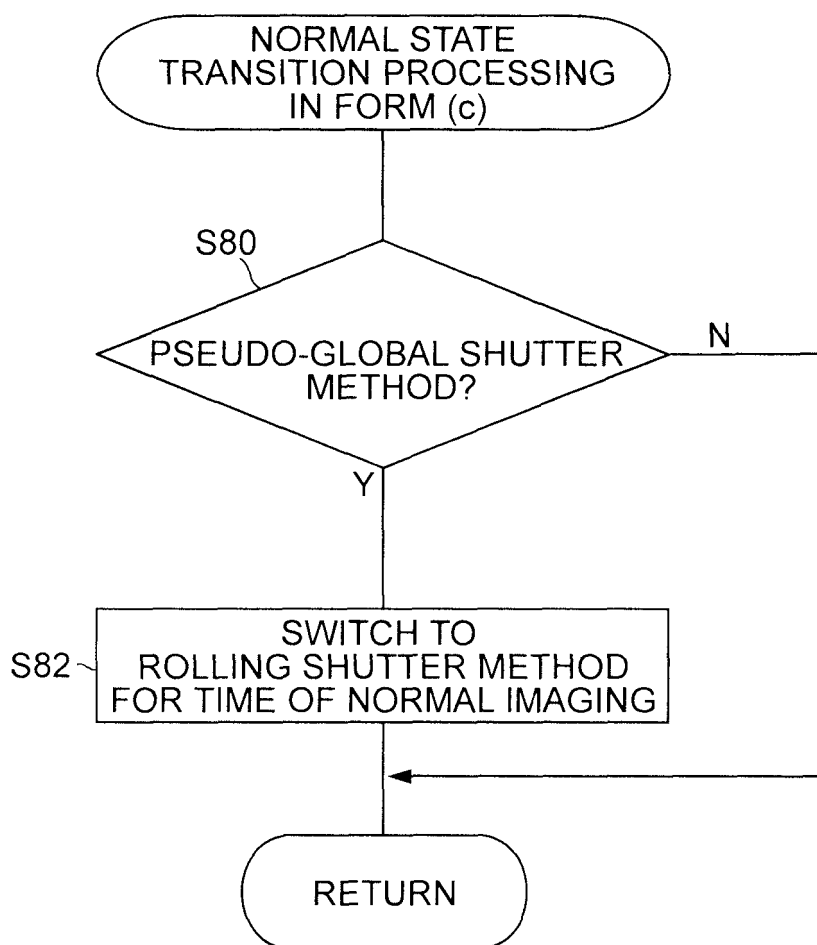 NORMAL STATE
TRANSITION PROCESSING
IN FORM (c)
S80
PSEUDO-GLOBAL SHUTTER
METHOD?
N
Y
S82
SWITCH TO
ROLLING SHUTTER METHOD
FOR TIME OF NORMAL IMAGING
RETURN